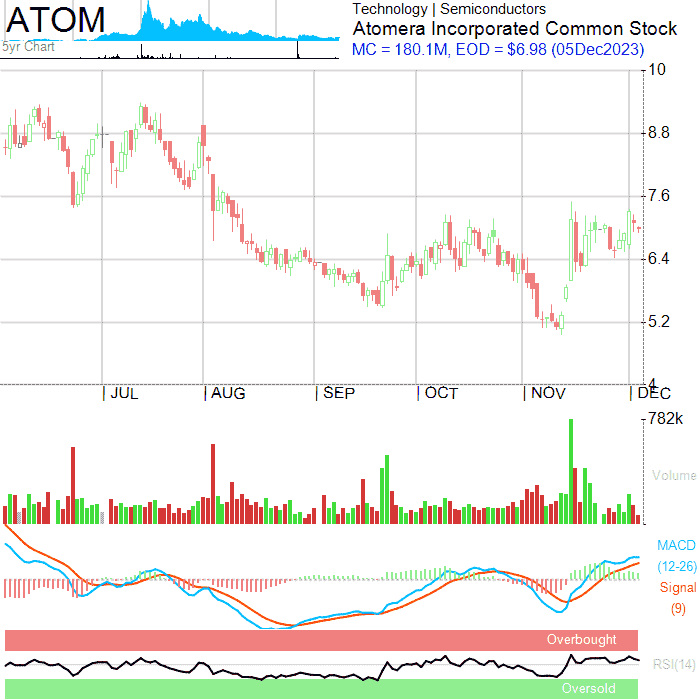 ATOM
5yr Chart
Technology | Semiconductors
Atomera Incorporated Common Stock
MC = 180.1M, EOD = $6.98 (05Dec2023)
10
8.8
7.6
6.4
5.2
4
JUL AUG SEP OCT NOV DEC
782k
Volume
MACD
(12-26)
Signal
(9)
Overbought
RSI(14)
Oversold